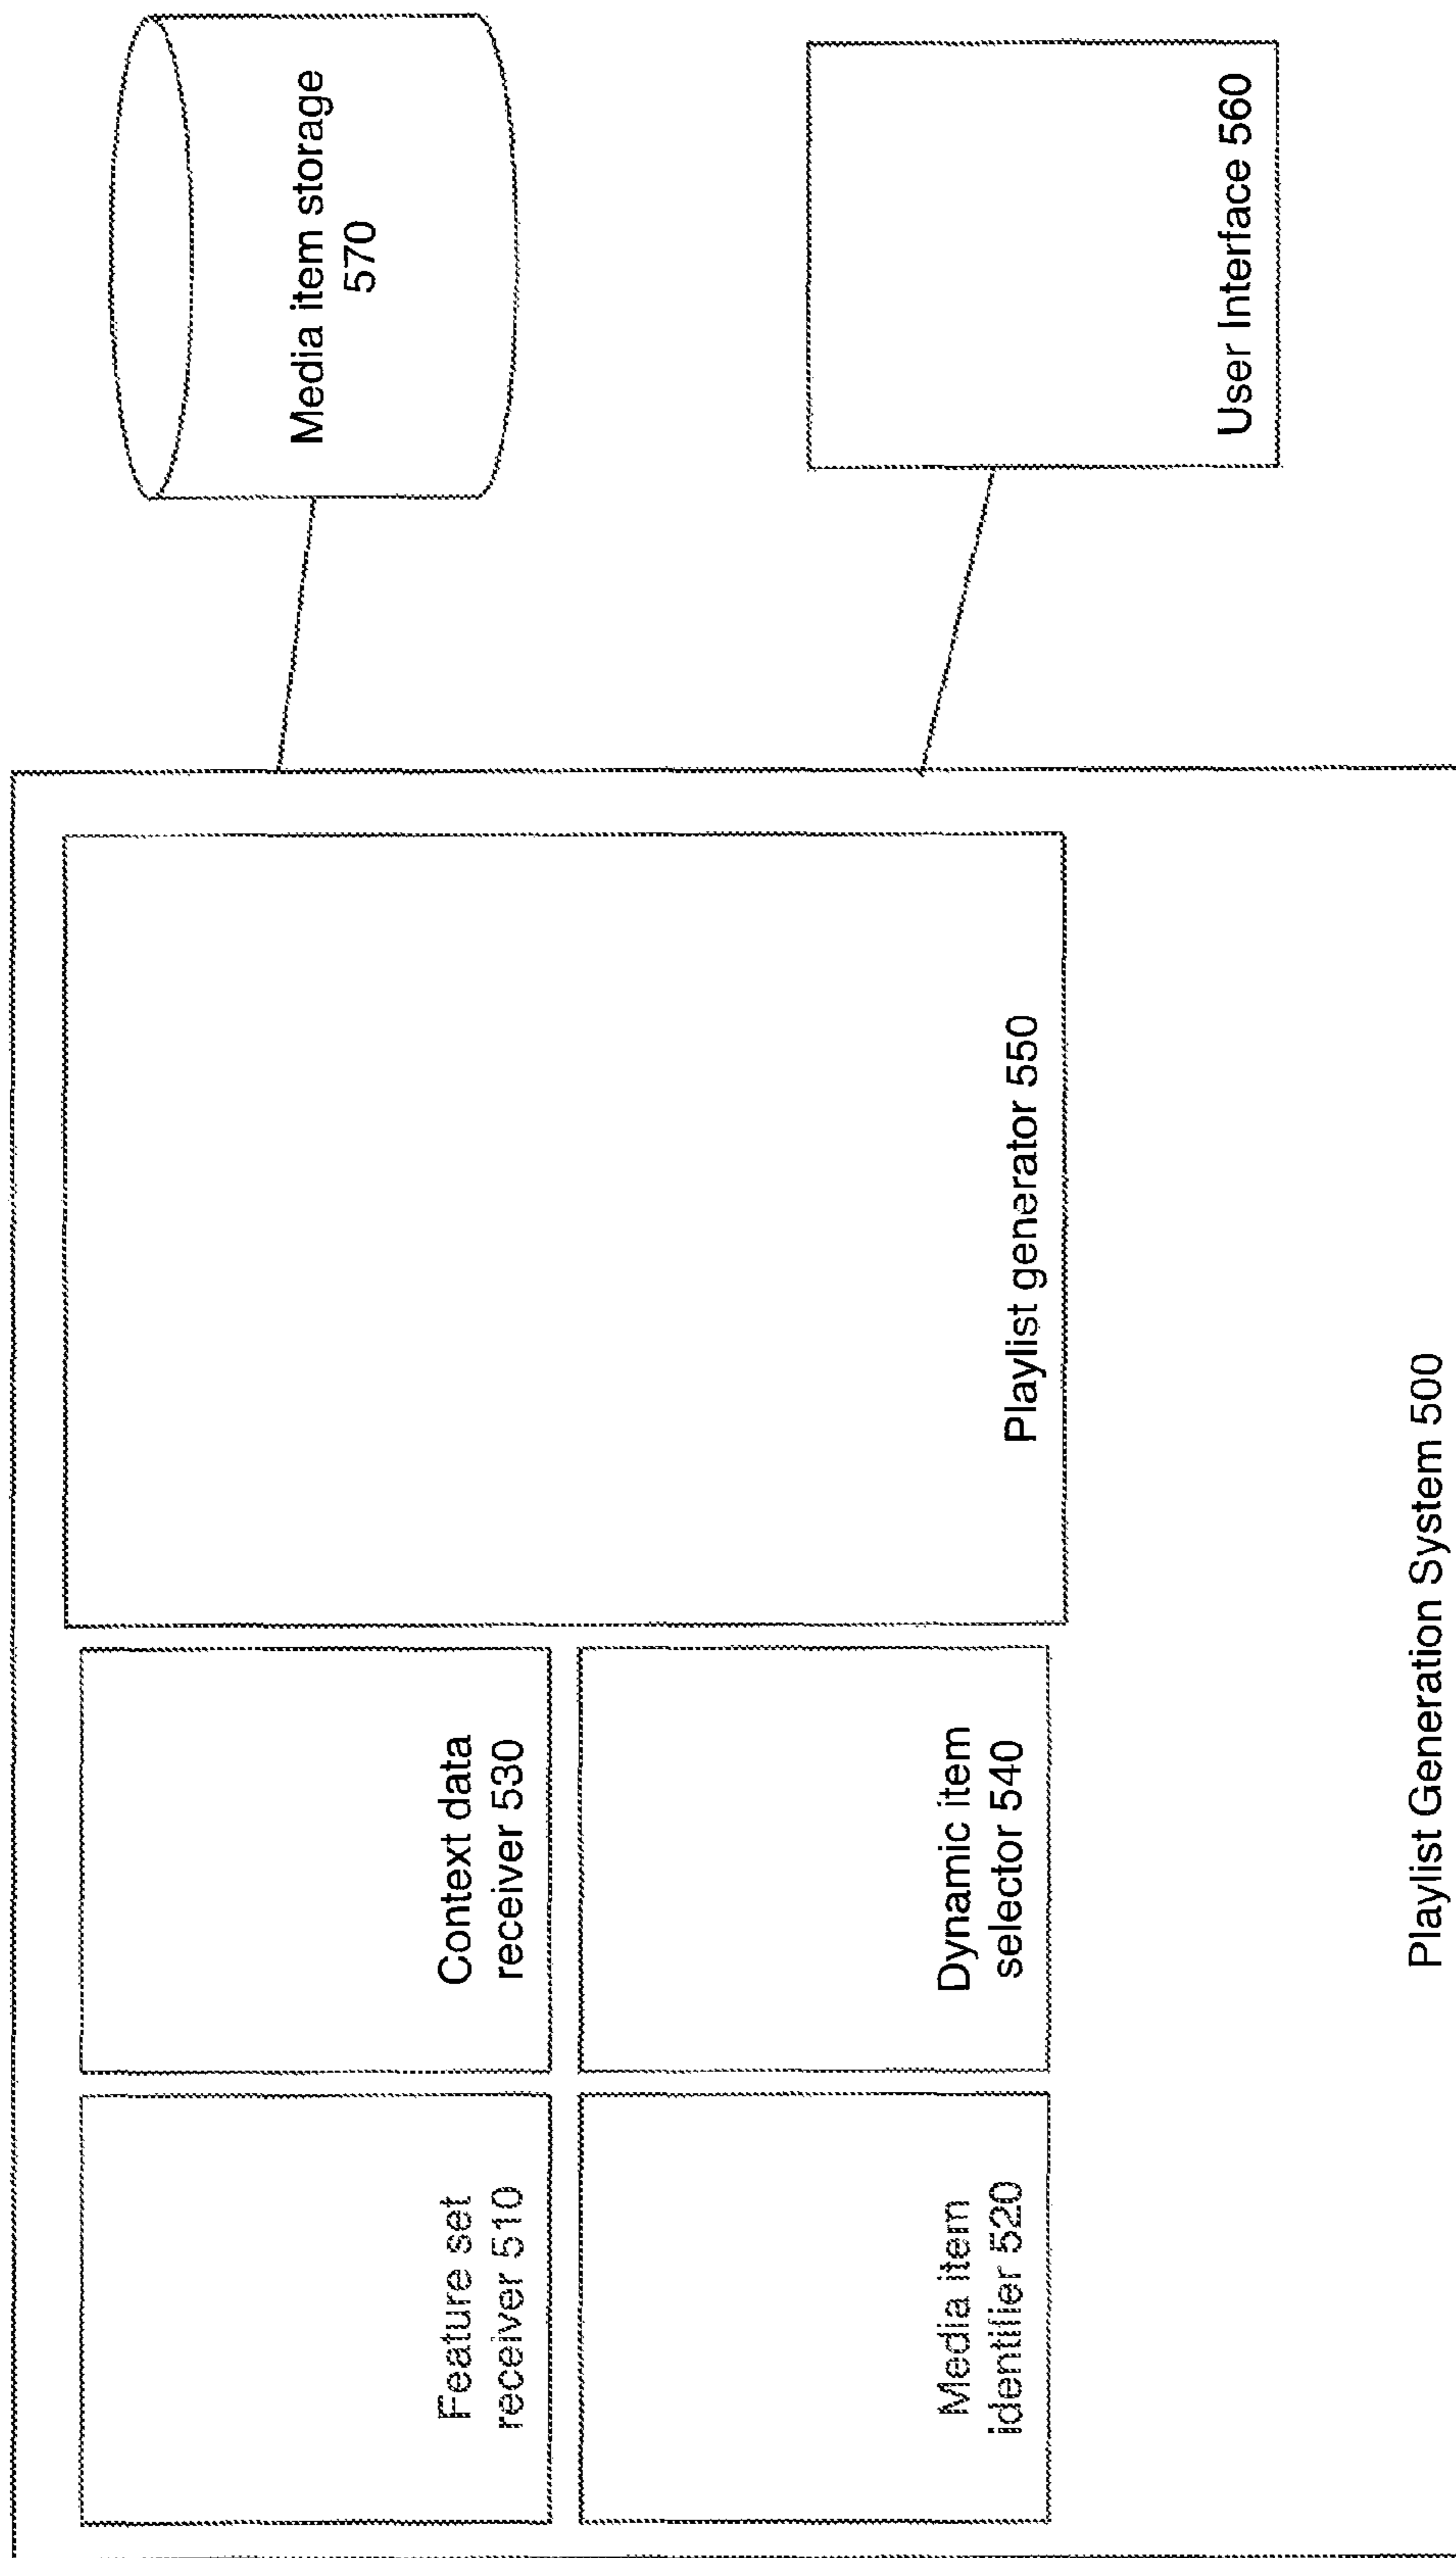 Feature set
receiver 510
Context data
receiver 530
Media item
identifier 520
Dynamic item
selector 540
Playlist generator 550
Playlist Generation System 500
Media item storage
570
User Interface 560